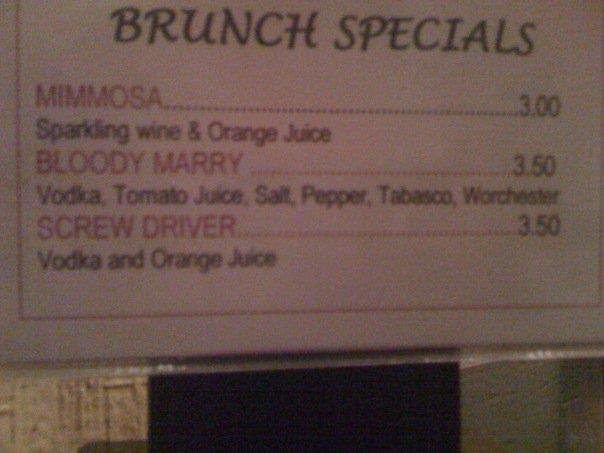 BRUNCH SPECIALS
MIMMOSA........................................................3.00
Sparkling wine & Orange Juice
BLOODY MARRY ..........................................3.50
Vodka, Tomato Juice, Salt, Pepper, Tabasco, Worchester
SCREW DRIVER.............................................3.50
Vodka and Orange Juice